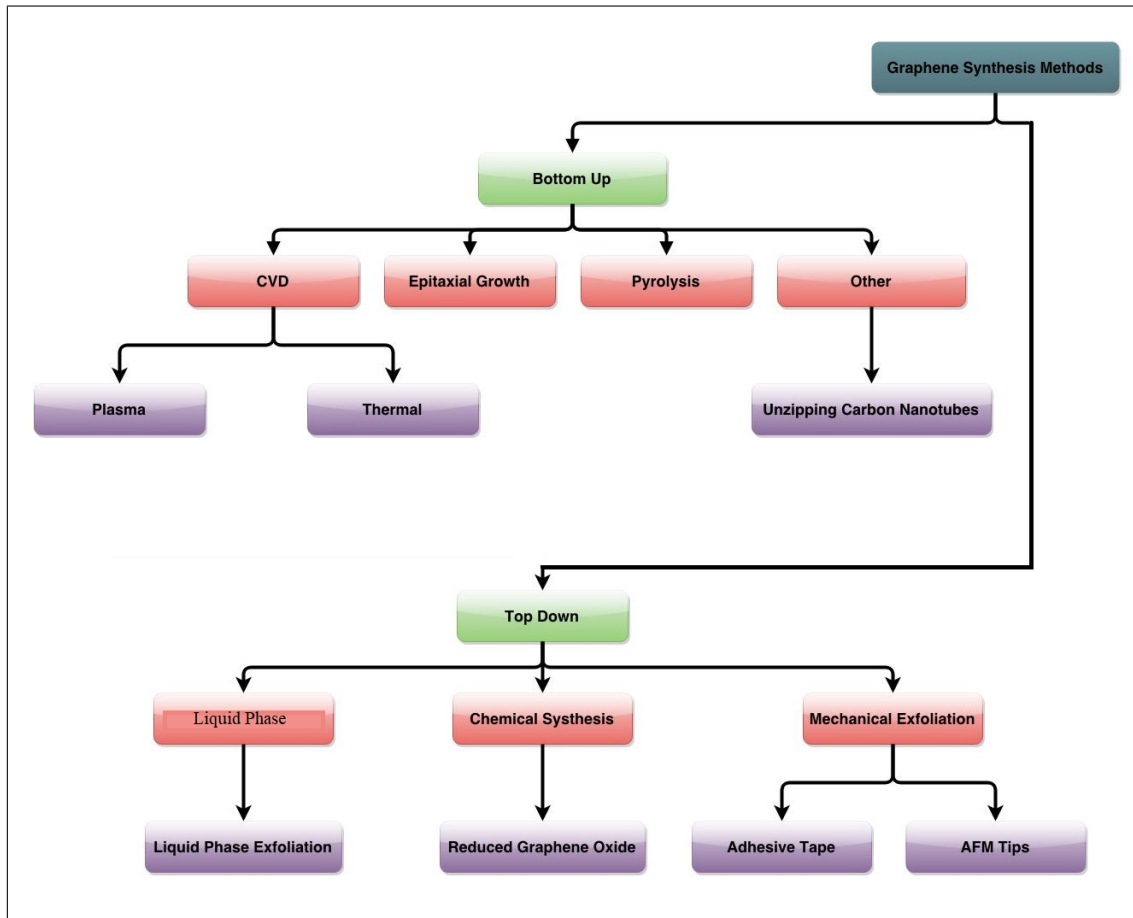 Graphene Synthesis Methods
Bottom Up
CVD
Epitaxial Growth
Pyrolysis
Other
Plasma
Thermal
Unzipping Carbon Nanotubes
Top Down
Liquid Phase
Chemical Systhesis
Mechanical Exfoliation
Liquid Phase Exfoliation
Reduced Graphene Oxide
Adhesive Tape
AFM Tips